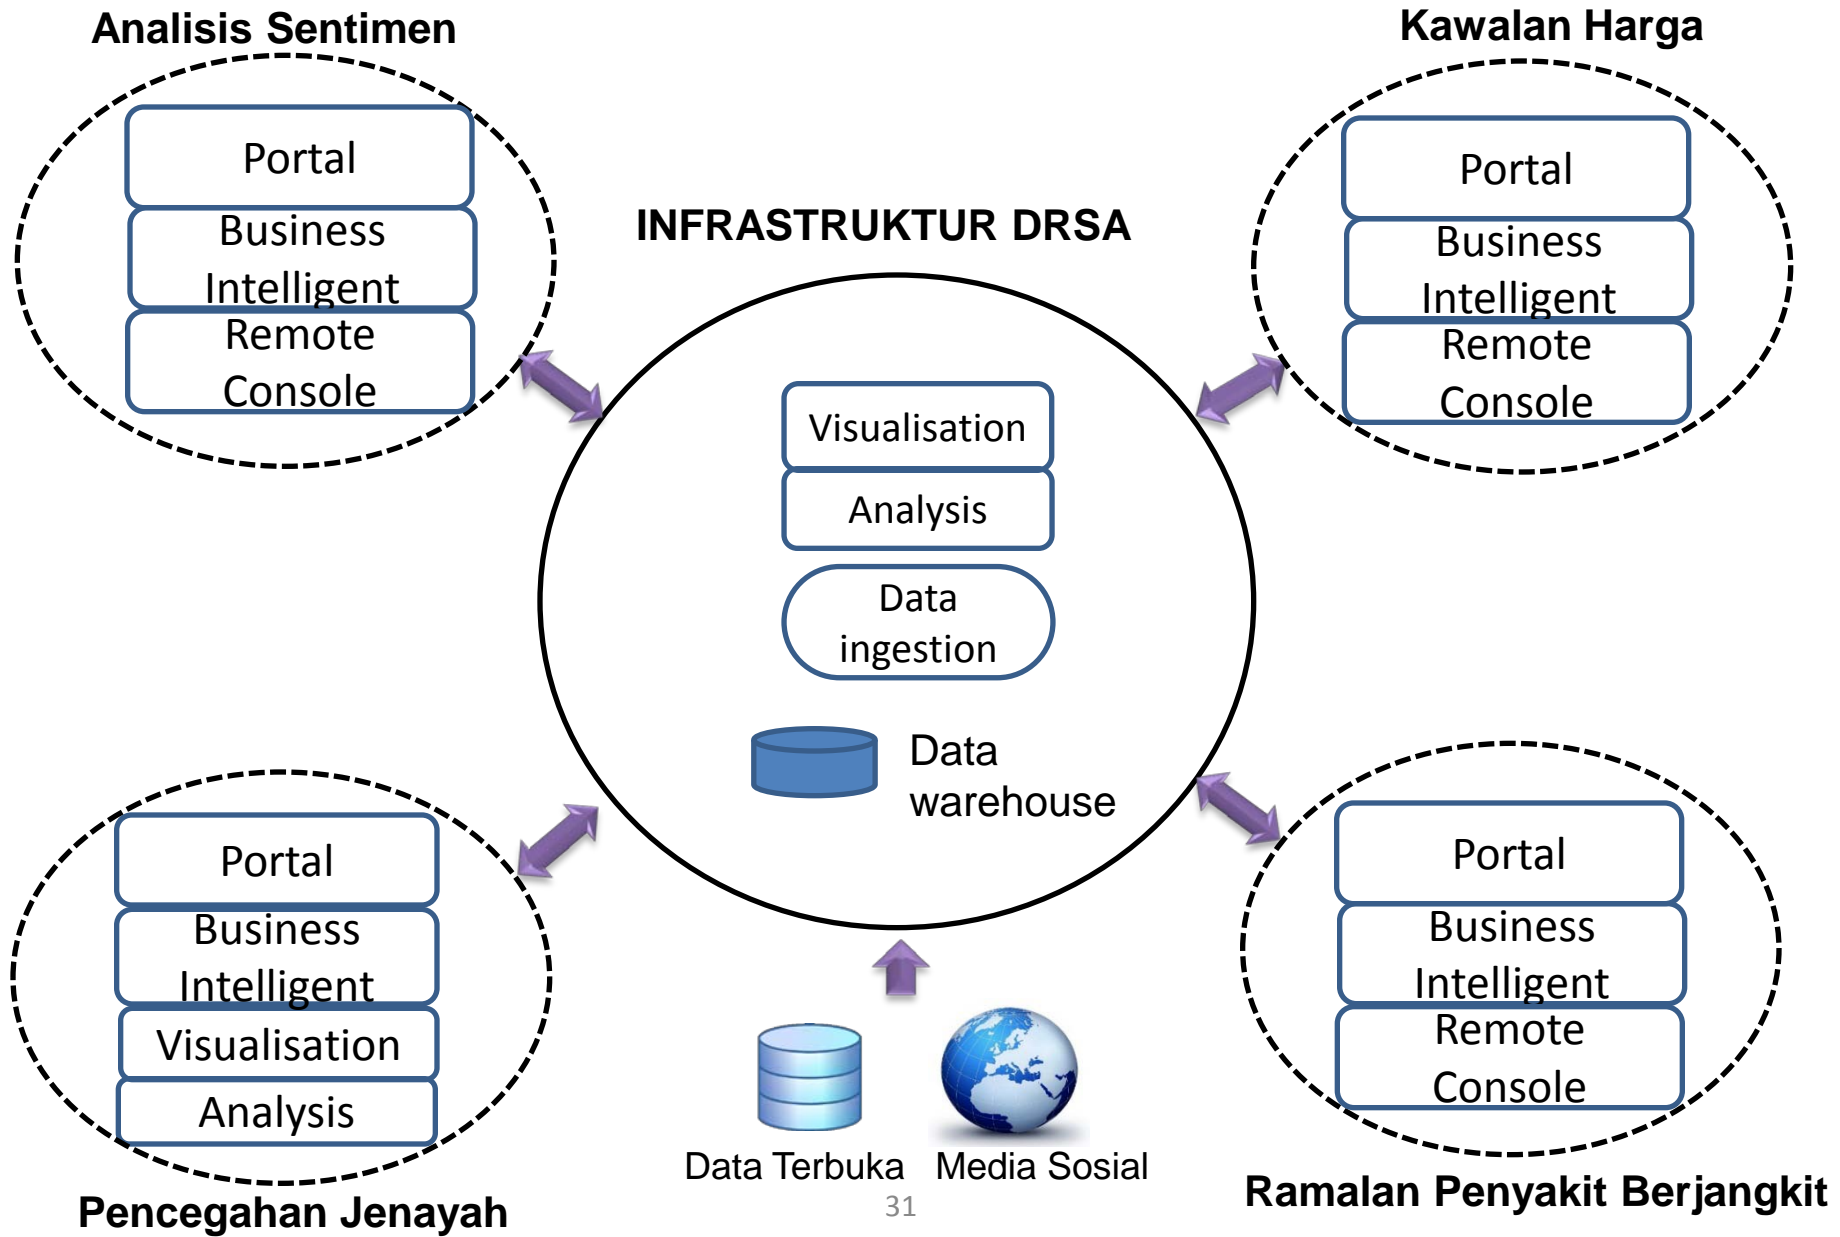 Analisis Sentimen
Portal
Business
Intelligent
Remote
Console
Kawalan Harga
Portal
Business
Intelligent
Remote
Console
INFRASTRUKTUR DRSA
Visualisation
Analysis
Data
ingestion
Data
warehouse
Portal
Business
Intelligent
Visualisation
Analysis
Pencegahan Jenayah
Data Terbuka
Media Sosial
Portal
Business
Intelligent
Remote
Console
Ramalan Penyakit Berjangkit
31